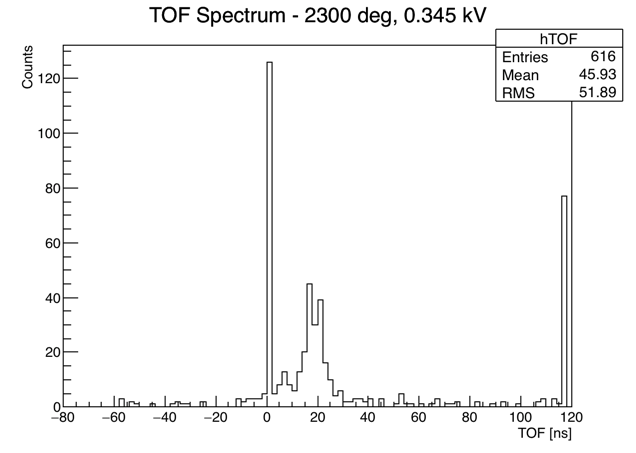 TOF Spectrum - 2300 deg, 0.345 kV
hTOF
Entries 616
Mean 45.93
RMS 51.89
Counts
120
100
80
60
40
20
0
−80 −60 −40 −20 0 20 40 60 80 100 120
TOF [ns]